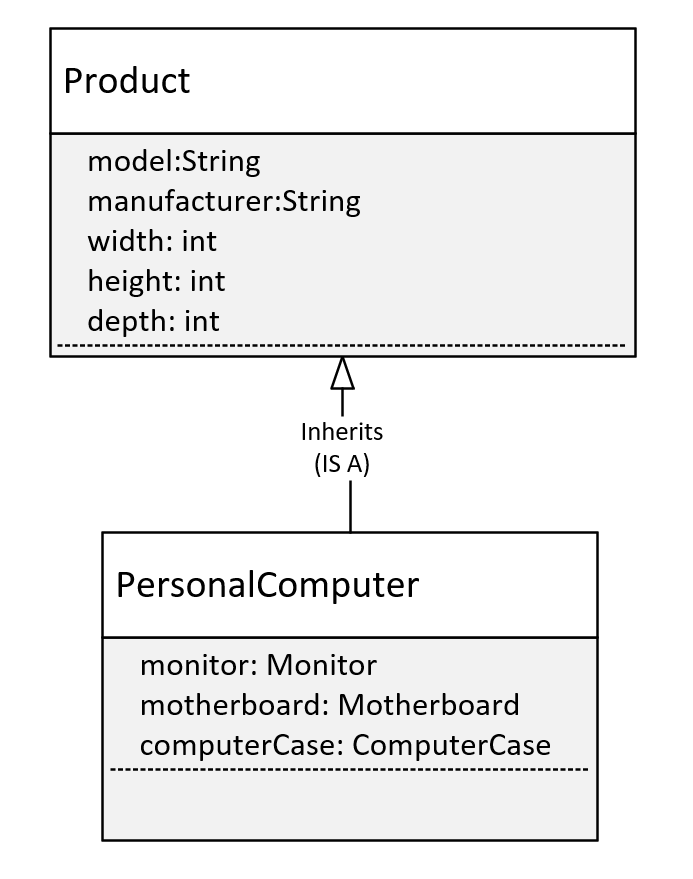 Product
model:String
manufacturer:String
width: int
height: int
depth: int
Inherits
(IS A)
PersonalComputer
monitor: Monitor
motherboard: Motherboard
computerCase: ComputerCase